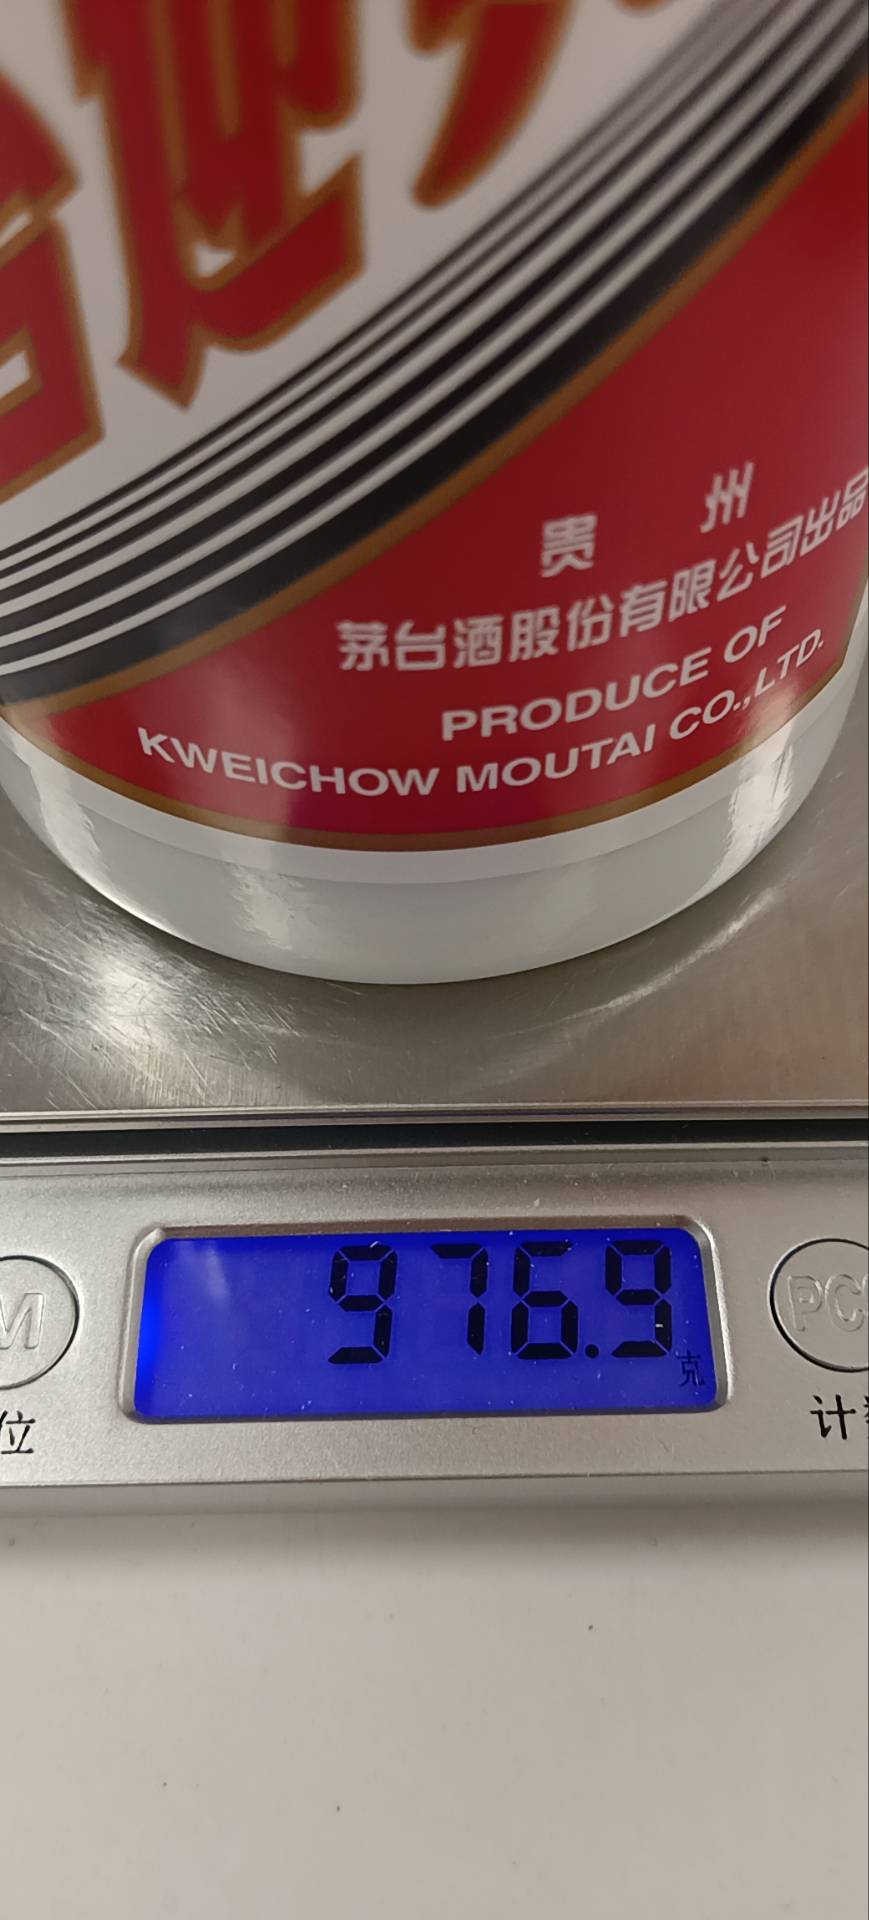 贵 州
茅台酒股份有限公司出品
PRODUCE OF
KWEICHOW MOUTAI CO.,LTD.
976.9
克
M
PC
位
计